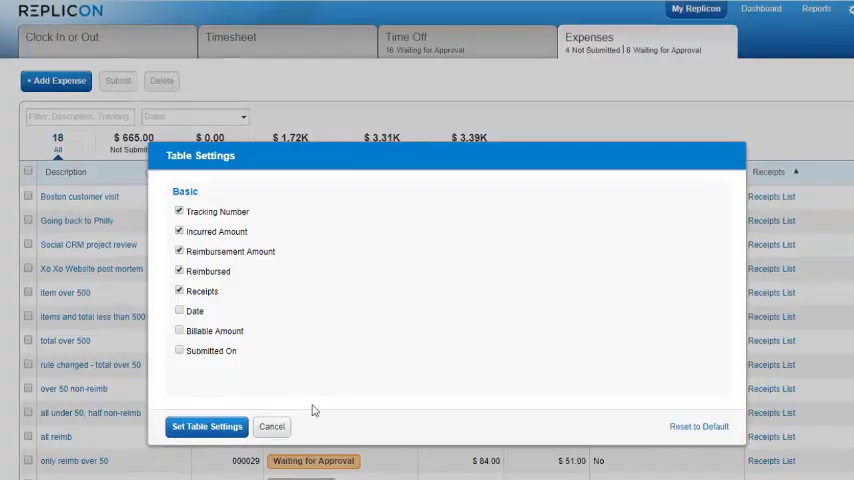 REPLICON
My Replicon Dashboard Reports
Clock In or Out
Timesheet
Time Off
16 Waiting for Approval
Expenses
4 Not Submitted | 6 Waiting for Approval
+ Add Expense Submit Delete
Filter, Description, Tracking Dates
18 $ 665.00 $ 0.00 $ 1.72K $ 3.31K $ 3.39K
All Not Submit
Table Settings
Description Receipts
Basic
Tracking Number
Incurred Amount
Reimbursement Amount
Reimbursed
Receipts
Date
Billable Amount
Submitted On
Set Table Settings Cancel Reset to Default
Boston customer visit Receipts List
Going back to Philly Receipts List
Social CRM project review Receipts List
Xo Xo Website post mortem Receipts List
item over 500 Receipts List
items and total less than 500 Receipts List
total over 500 Receipts List
rule changed - total over 50 Receipts List
over 50 non-reimb Receipts List
all under 50, half non-reimb Receipts List
all reimb Receipts List
only reimb over 50 000029 Waiting for Approval $ 84.00 $ 51.00 No Receipts List